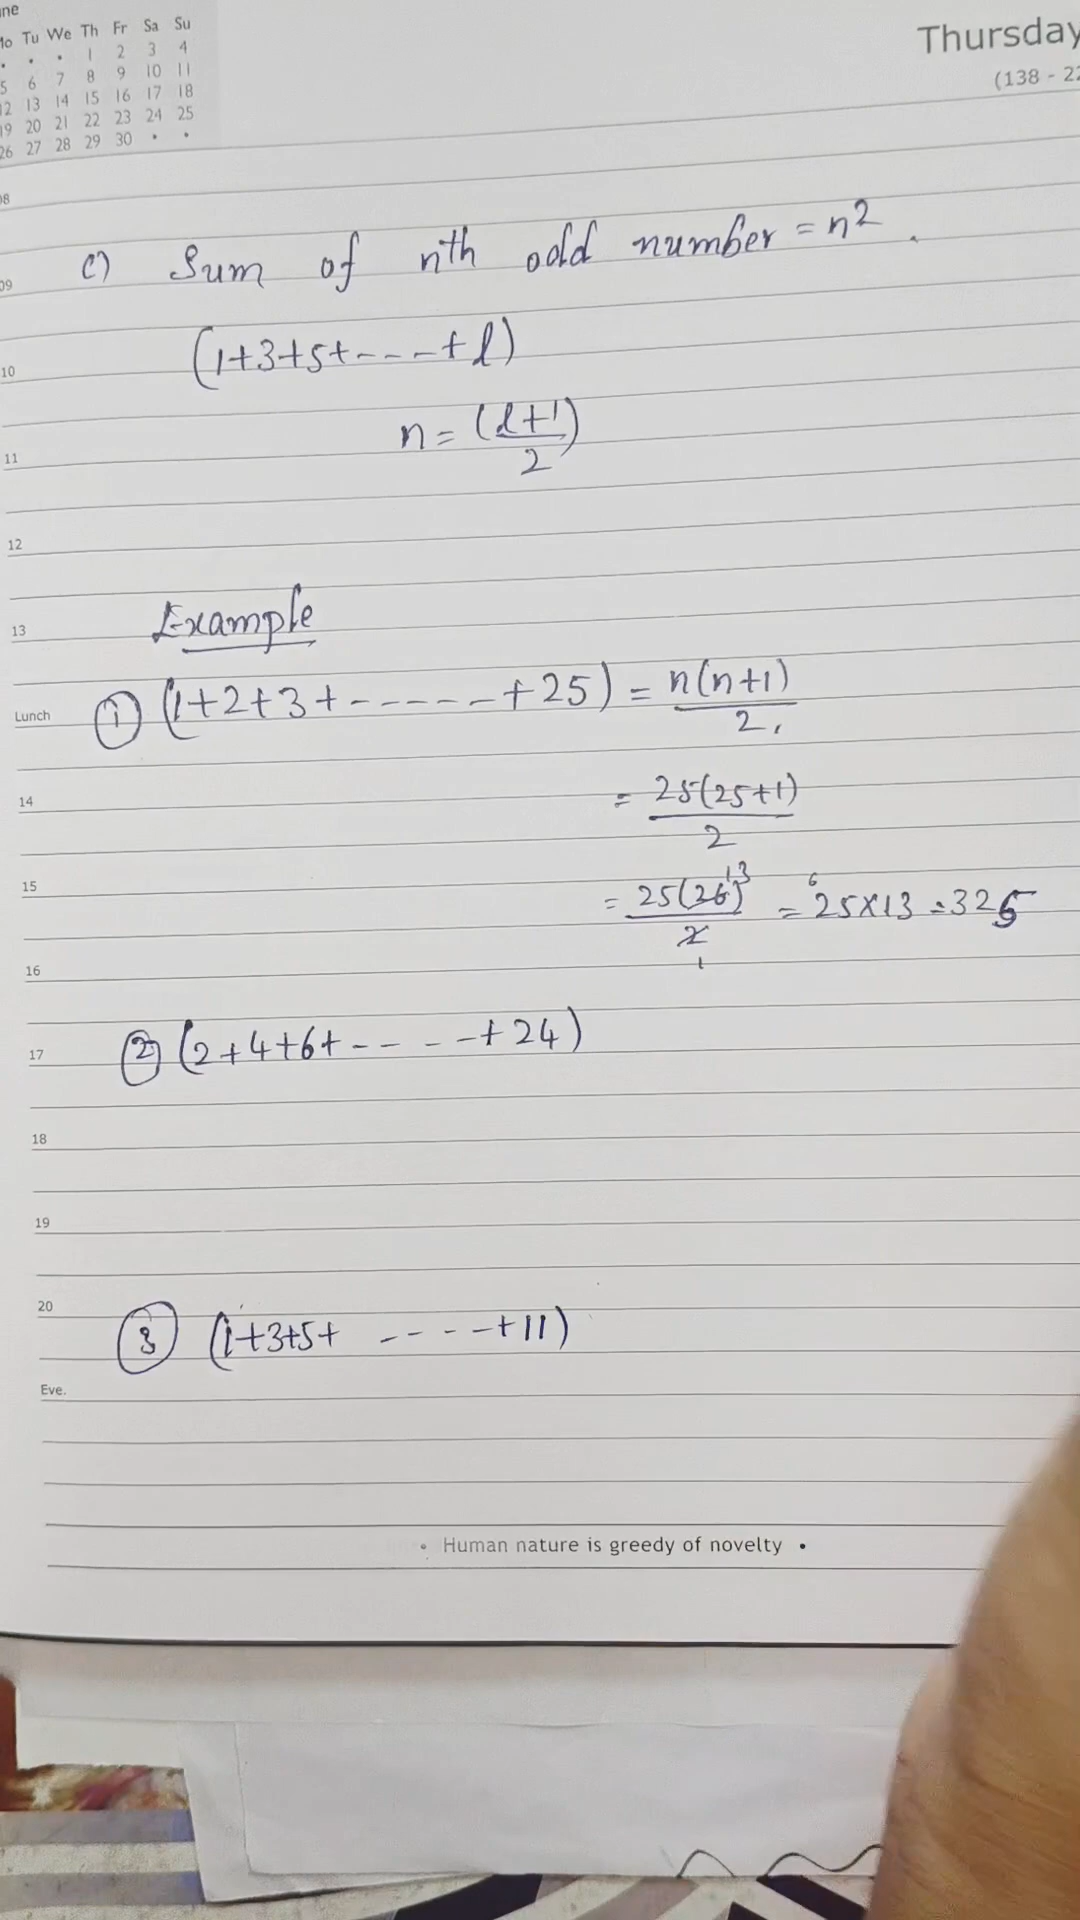 une
Mo Tu We Th Fr Sa Su
• • • 1 2 3 4
5 6 7 8 9 10 11
12 13 14 15 16 17 18
19 20 21 22 23 24 25
26 27 28 29 30 • •
Thursday
(138 - 22
08
c) Sum of nth odd number = n².
09
(1+3+5+----+l)
10
n = (l+1)/2
11
12
Example
13
① (1+2+3+------+25) = n(n+1)/2
Lunch
= 25(25+1)/2
14
= 25(26)/2 13 1 = 25×13 = 325
15
16
② (2+4+6+-----+24)
17
18
19
20
③ (1+3+5+ -----+11)
Eve.
• Human nature is greedy of novelty •